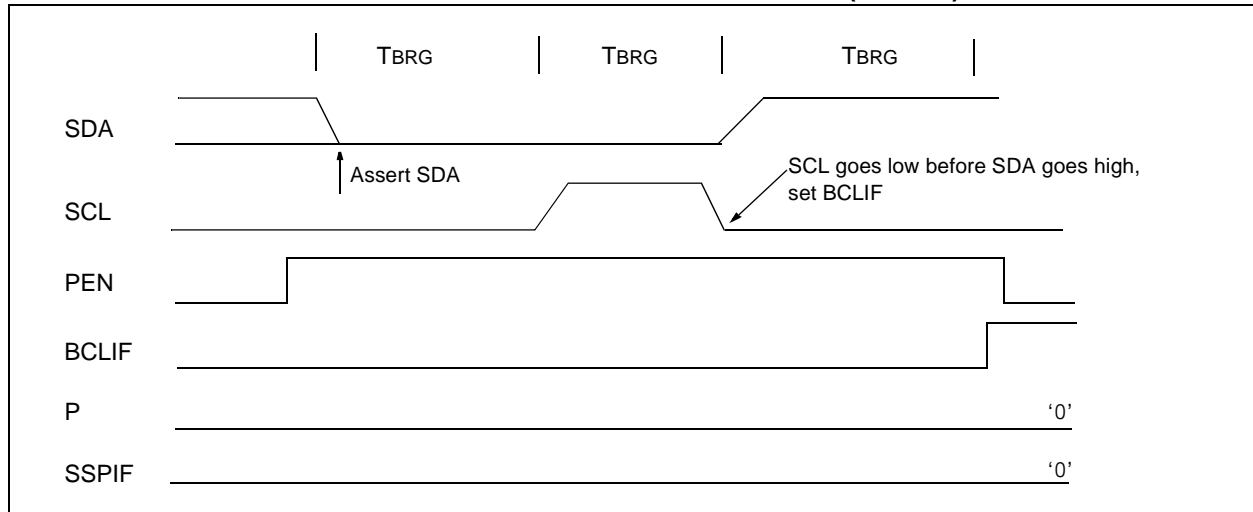 TBRG TBRG TBRG
SDA
Assert SDA
SCL goes low before SDA goes high,
set BCLIF
SCL
PEN
BCLIF
P '0'
SSPIF '0'